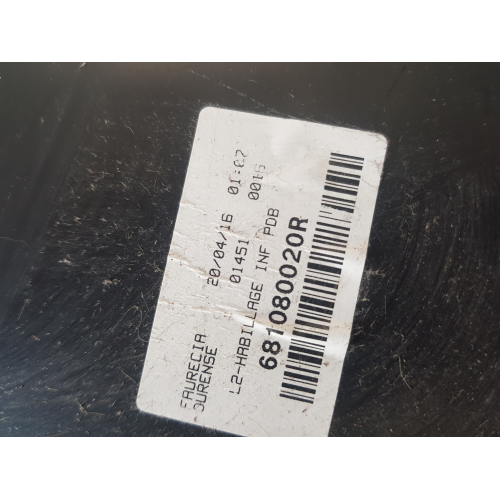 FAURECIA 20/04/16 01:07
OURENSE 01451 0016
L2-HABILLAGE INF PDB
681080020R